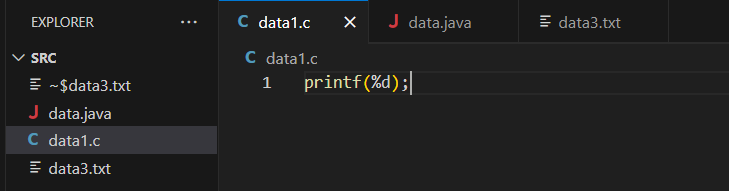 EXPLORER ...
data1.c
J data.java
data3.txt
SRC
~$data3.txt
J data.java
C data1.c
data3.txt
C data1.c
1 printf(%d);